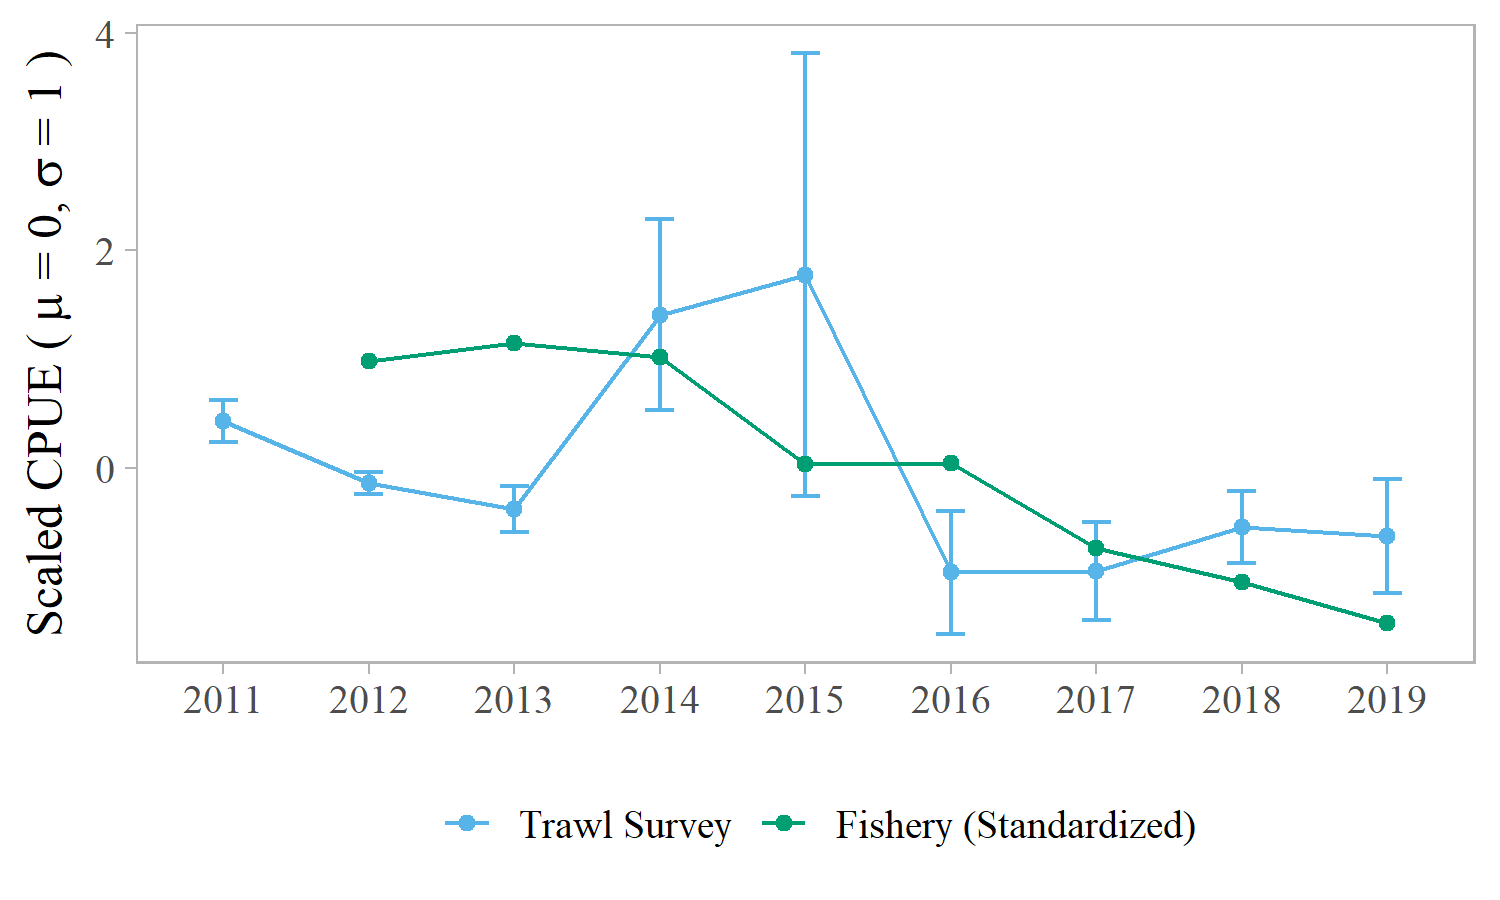 Scaled CPUE ( μ = 0, σ = 1 )
4
2
0
2011 2012 2013 2014 2015 2016 2017 2018 2019
Trawl Survey Fishery (Standardized)